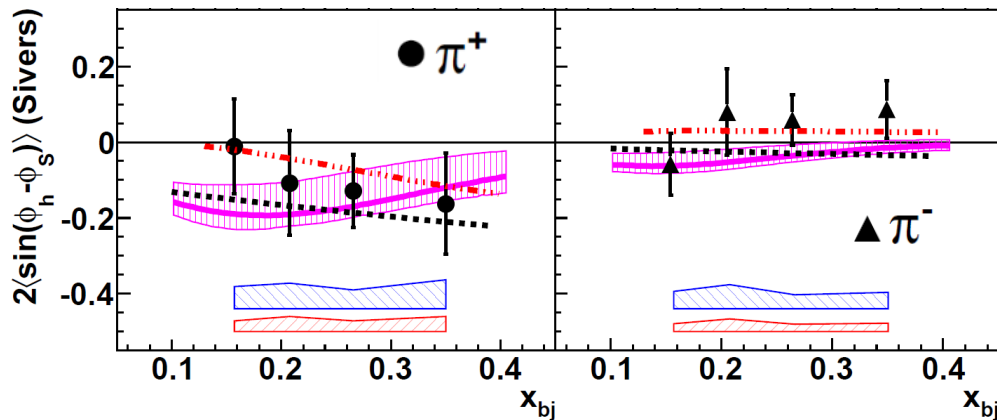 2⟨sin(ϕh-ϕS)⟩ (Sivers)
0.2
0
-0.2
-0.4
π+
π-
0.1 0.2 0.3 0.4 0.1 0.2 0.3 0.4
xbj xbj